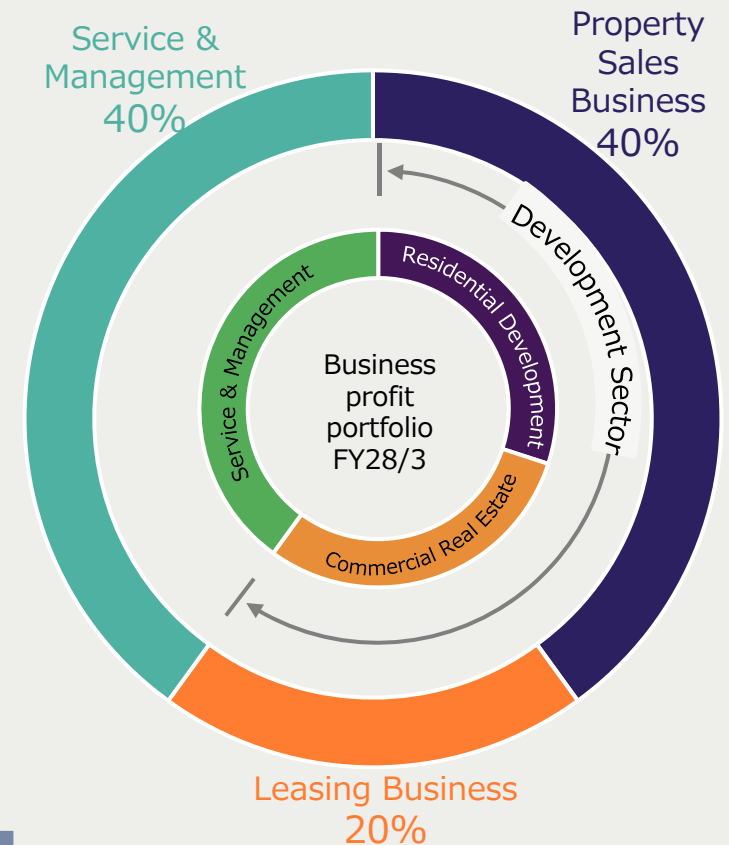 Service &
Management
40%
Property
Sales
Business
40%
Development Sector
Residential Development
Service & Management
Commercial Real Estate
Business
profit
portfolio
FY28/3
Leasing Business
20%